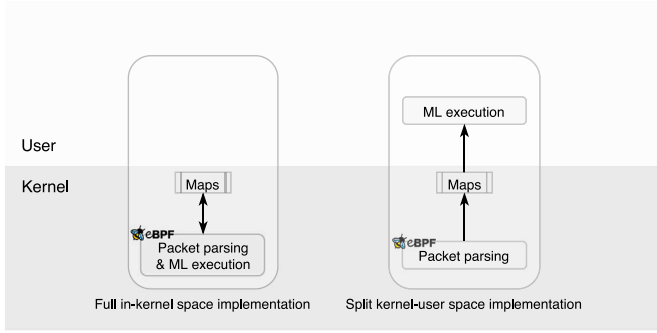 ML execution
User
Kernel
Maps
Maps
eBPF
Packet parsing
& ML execution
eBPF
Packet parsing
Full in-kernel space implementation
Split kernel-user space implementation